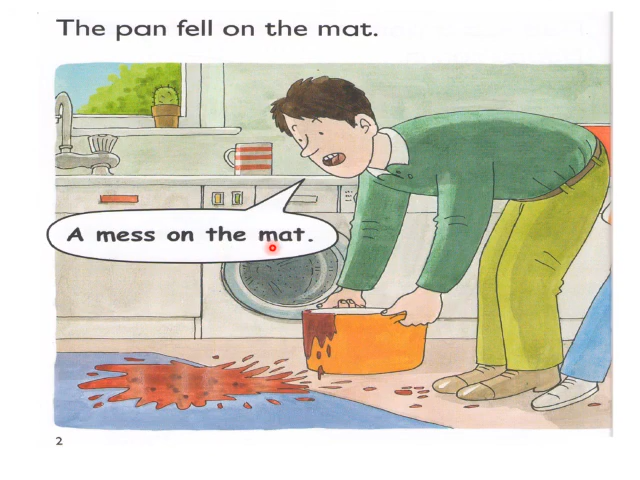 The pan fell on the mat.
A mess on the mat.
2